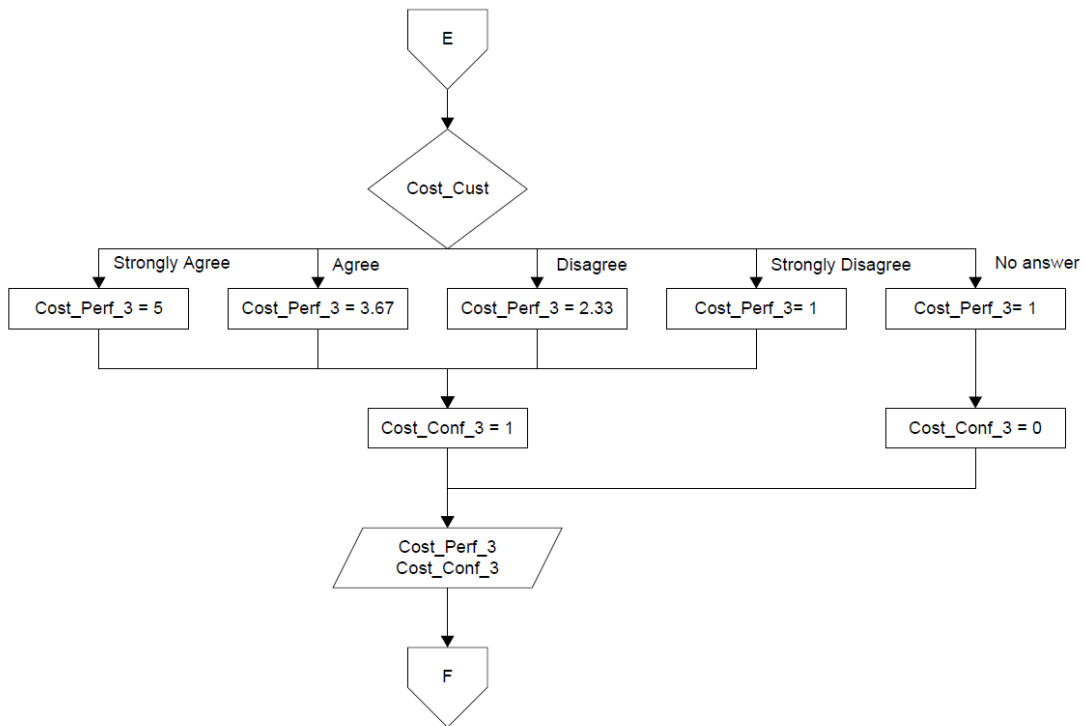 E
Cost_Cust
Strongly Agree
Agree
Disagree
Strongly Disagree
No answer
Cost_Perf_3 = 5
Cost_Perf_3 = 3.67
Cost_Perf_3 = 2.33
Cost_Perf_3= 1
Cost_Perf_3= 1
Cost_Conf_3 = 1
Cost_Conf_3 = 0
Cost_Perf_3
Cost_Conf_3
F